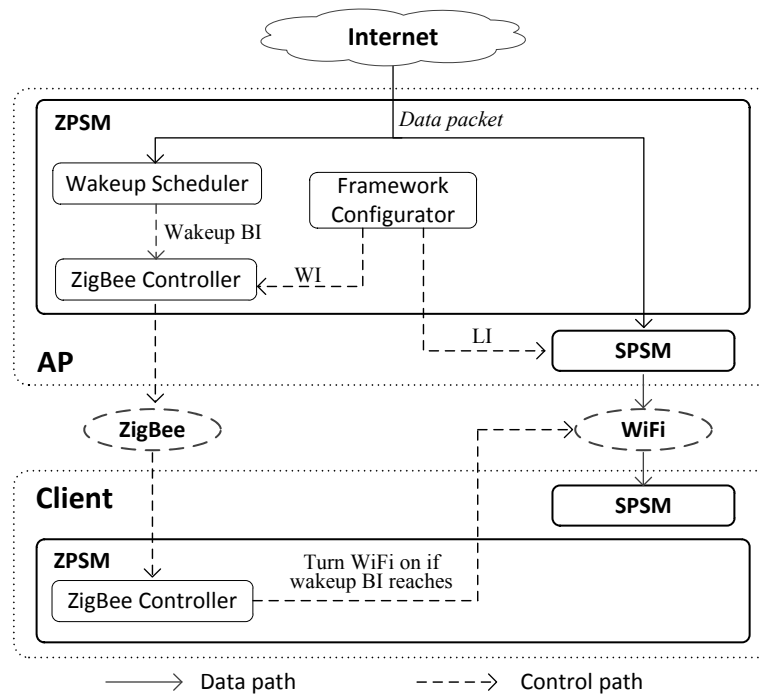 Internet
ZPSM
Data packet
Wakeup Scheduler
Framework
Configurator
Wakeup BI
ZigBee Controller
WI
LI
AP
SPSM
ZigBee
WiFi
Client
SPSM
ZPSM
Turn WiFi on if
wakeup BI reaches
ZigBee Controller
Data path
Control path